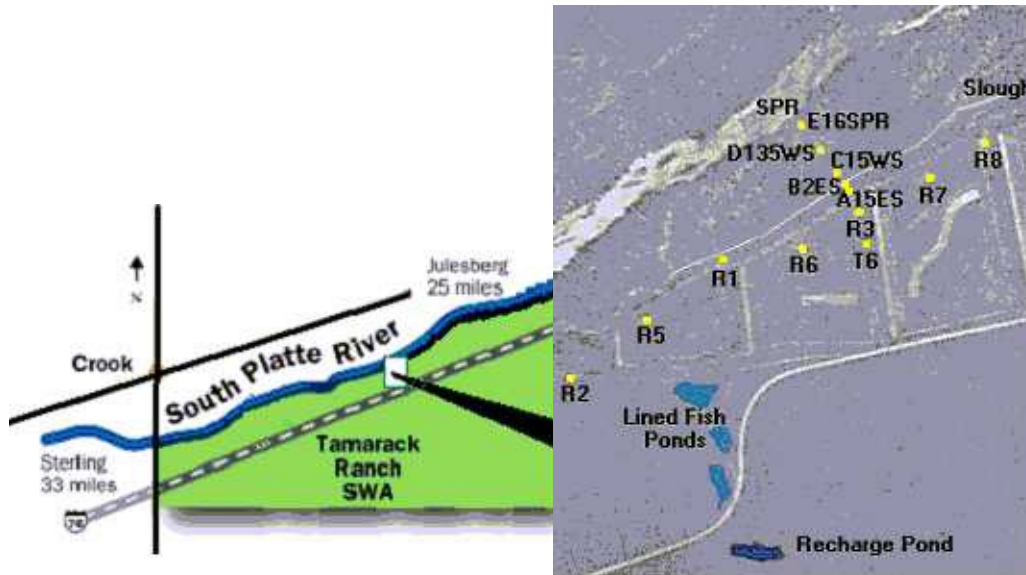 Julesberg
25 miles
N
Crook
South Platte River
Sterling
33 miles
76
Tamarack
Ranch
SWA
Slough
SPR
E16SPR
D135WS
C15WS
R8
B2ES
A15ES
R7
R3
R6
T6
R1
R5
R2
Lined Fish
Ponds
Recharge Pond